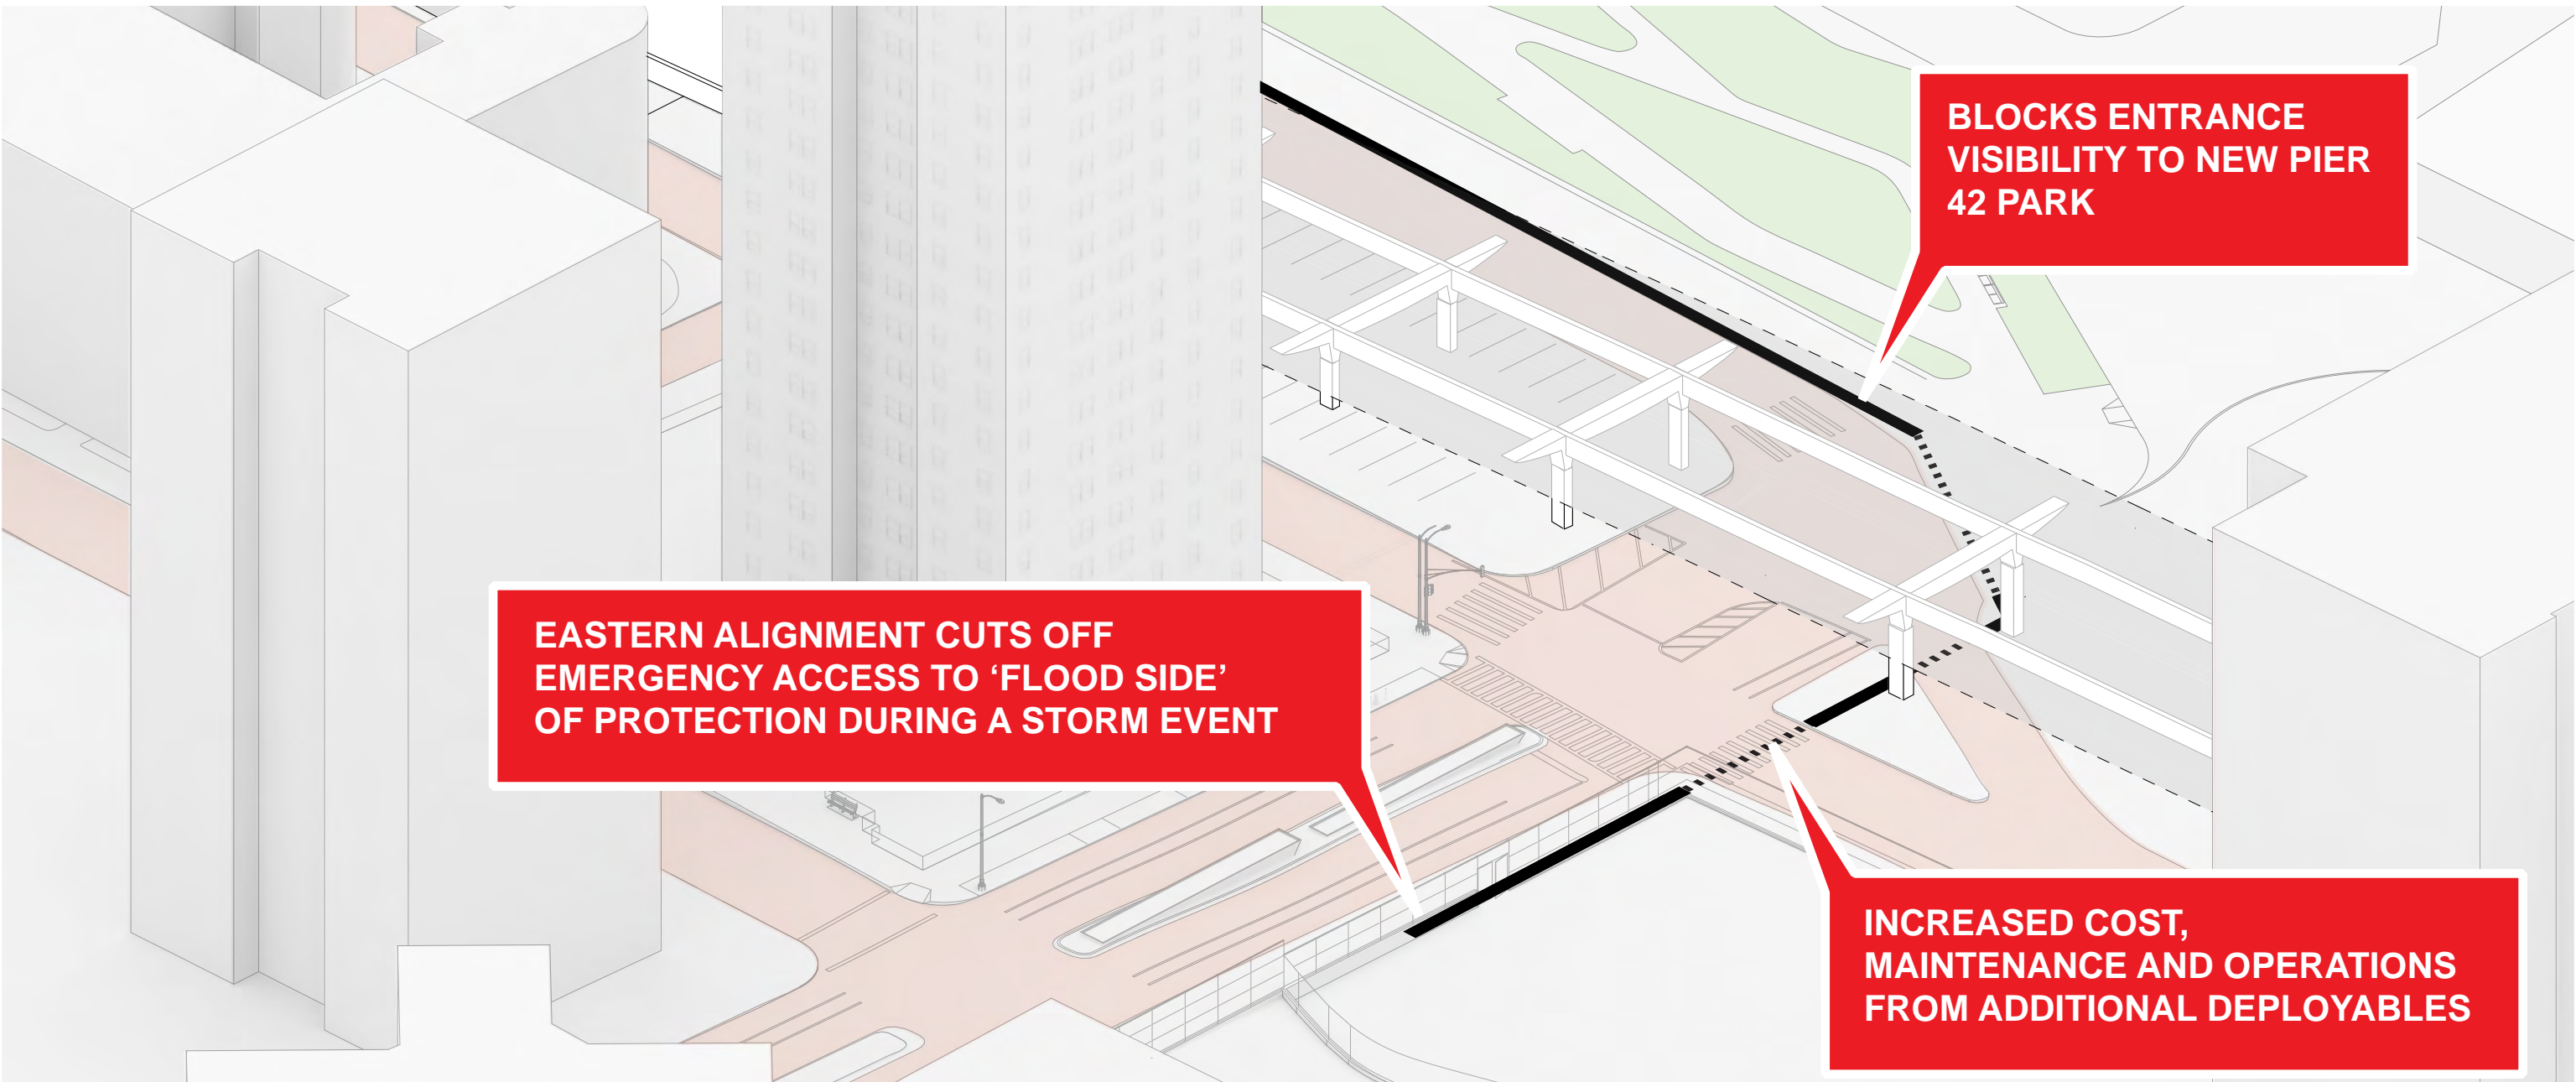 BLOCKS ENTRANCE
VISIBILITY TO NEW PIER
42 PARK
EASTERN ALIGNMENT CUTS OFF
EMERGENCY ACCESS TO ‘FLOOD SIDE’
OF PROTECTION DURING A STORM EVENT
INCREASED COST,
MAINTENANCE AND OPERATIONS
FROM ADDITIONAL DEPLOYABLES